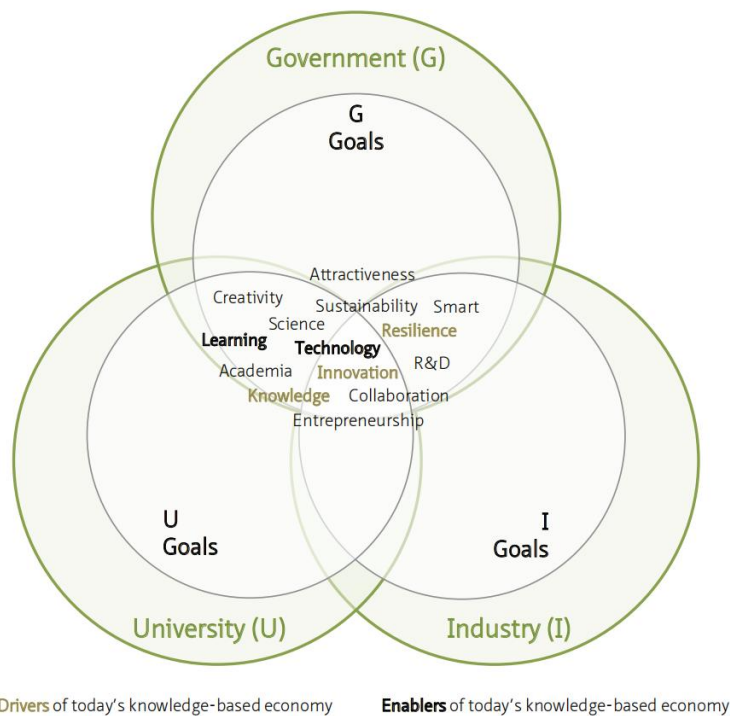 Government (G)
G
Goals
Attractiveness
Creativity
Sustainability
Smart
Science
Resilience
Learning
Technology
Academia
Innovation
R&D
Knowledge
Collaboration
Entrepreneurship
U
Goals
I
Goals
University (U)
Industry (I)
Drivers of today's knowledge-based economy
Enablers of today's knowledge-based economy